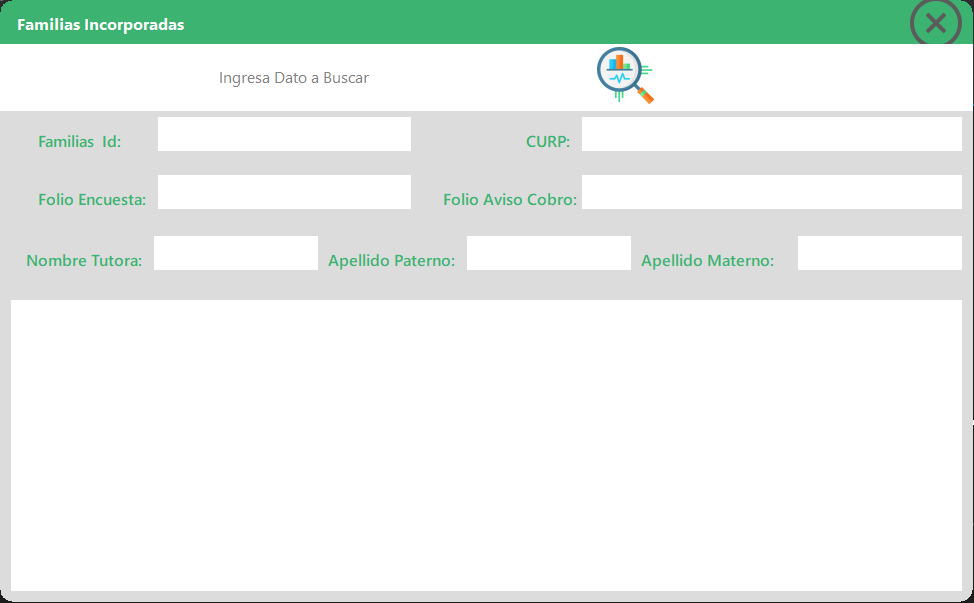 Familias Incorporadas
Ingresa Dato a Buscar
Familias Id:
CURP:
Folio Encuesta:
Folio Aviso Cobro:
Nombre Tutora:
Apellido Paterno:
Apellido Materno: